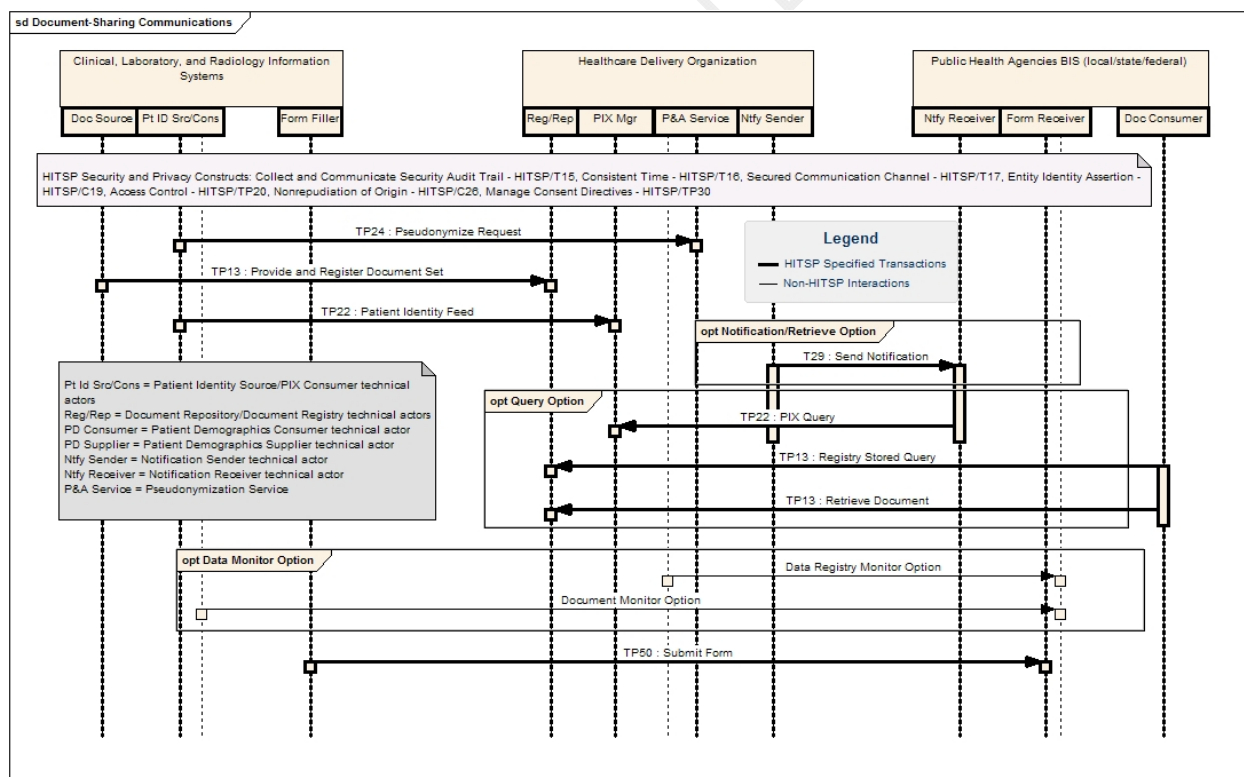 sd Document-Sharing Communications
Clinical, Laboratory, and Radiology Information
Systems
Healthcare Delivery Organization
Public Health Agencies BIS (local/state/federal)
Doc Source
Pt ID Src/Cons
Form Filler
Reg/Rep
PIX Mgr
P&A Service
Ntfy Sender
Ntfy Receiver
Form Receiver
Doc Consumer
HITSP Security and Privacy Constructs: Collect and Communicate Security Audit Trail - HITSP/T15, Consistent Time - HITSP/T16, Secured Communication Channel - HITSP/T17, Entity Identity Assertion -
HITSP/C19, Access Control - HITSP/TP20, Nonrepudiation of Origin - HITSP/C26, Manage Consent Directives - HITSP/TP30
TP24 : Pseudonymize Request
Legend
HITSP Specified Transactions
Non-HITSP Interactions
TP13 : Provide and Register Document Set
TP22 : Patient Identity Feed
opt Notification/Retrieve Option
T29 : Send Notification
Pt Id Src/Cons = Patient Identity Source/PIX Consumer technical
actors
Reg/Rep = Document Repository/Document Registry technical actors
PD Consumer = Patient Demographics Consumer technical actor
PD Supplier = Patient Demographics Supplier technical actor
Ntfy Sender = Notification Sender technical actor
Ntfy Receiver = Notification Receiver technical actor
P&A Service = Pseudonymization Service
opt Query Option
TP22 : PIX Query
TP13 : Registry Stored Query
TP13 : Retrieve Document
opt Data Monitor Option
Data Registry Monitor Option
Document Monitor Option
TP50 : Submit Form